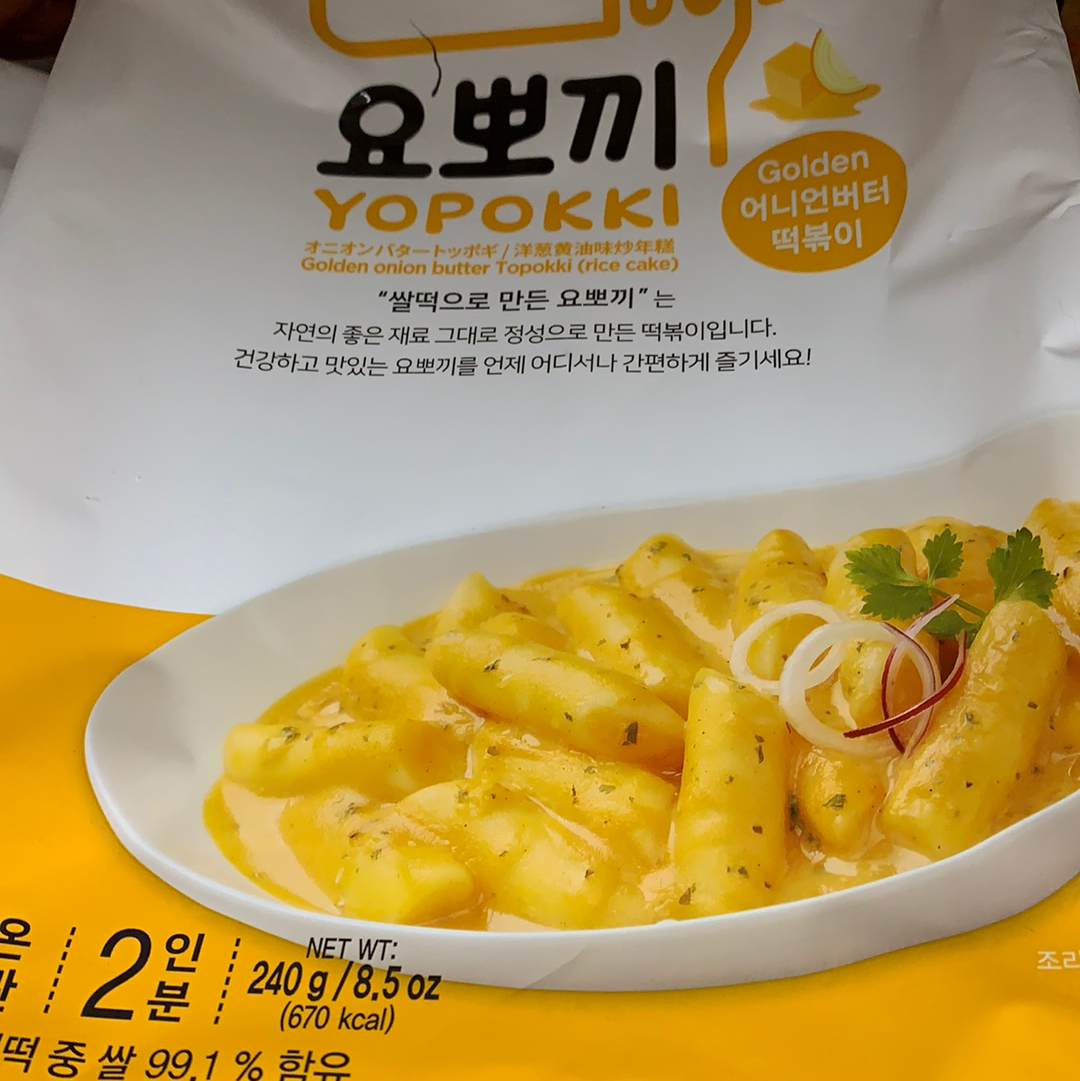 요뽀끼
YOPOKKI
Golden
어니언버터
떡볶이
オニオンバタートッポギ / 洋葱黄油味炒年糕
Golden onion butter Topokki (rice cake)
“쌀떡으로 만든 요뽀끼” 는
자연의 좋은 재료 그대로 정성으로 만든 떡볶이입니다.
건강하고 맛있는 요뽀끼를 언제 어디서나 간편하게 즐기세요!
2인분
NET WT:
240 g / 8.5 oz
(670 kcal)
떡 중 쌀 99.1 % 함유